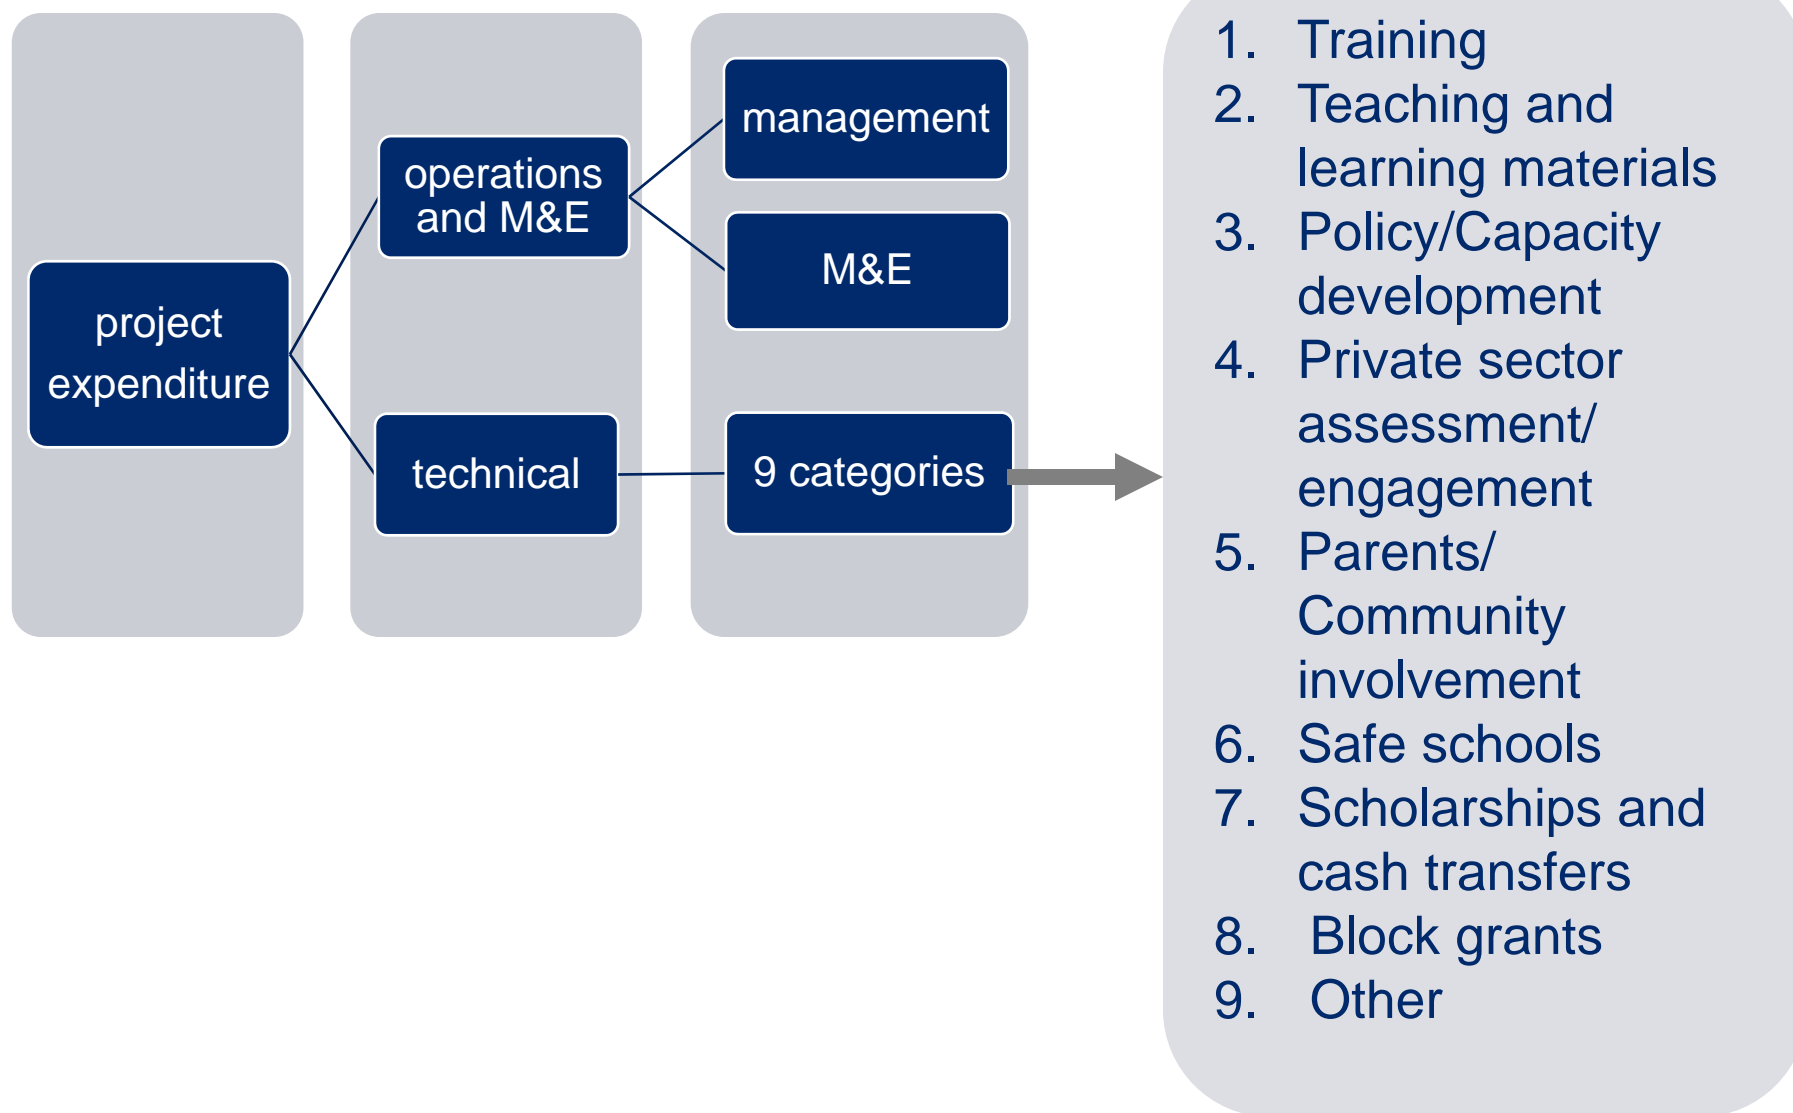 project
expenditure
operations
and M&E
technical
management
M&E
9 categories
1. Training
2. Teaching and
learning materials
3. Policy/Capacity
development
4. Private sector
assessment/
engagement
5. Parents/
Community
involvement
6. Safe schools
7. Scholarships and
cash transfers
8. Block grants
9. Other